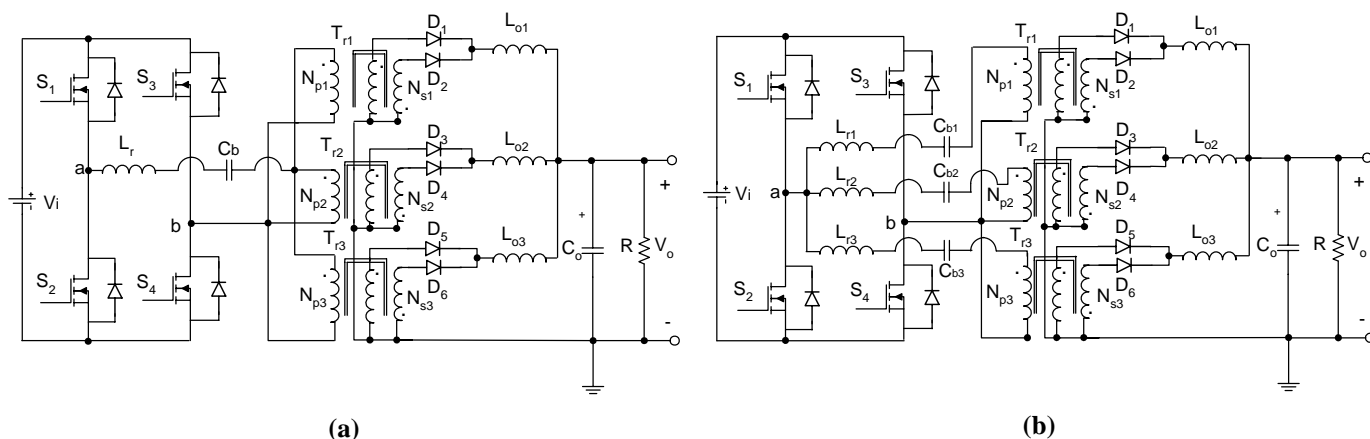 S1
S3
Lr
Cb
a
Vi
b
S2
S4
Tr1
Np1
D1
D2
Ns1
Lo1
Tr2
Np2
D3
D4
Ns2
Lo2
Tr3
Np3
D5
D6
Ns3
Lo3
+
Co
R
+
Vo
-
(a)
S1
S3
Lr1
Cb1
a
Lr2
Cb2
Vi
b
Lr3
Cb3
S2
S4
Tr1
Np1
D1
D2
Ns1
Lo1
Tr2
Np2
D3
D4
Ns2
Lo2
Tr3
Np3
D5
D6
Ns3
Lo3
+
Co
R
+
Vo
-
(b)